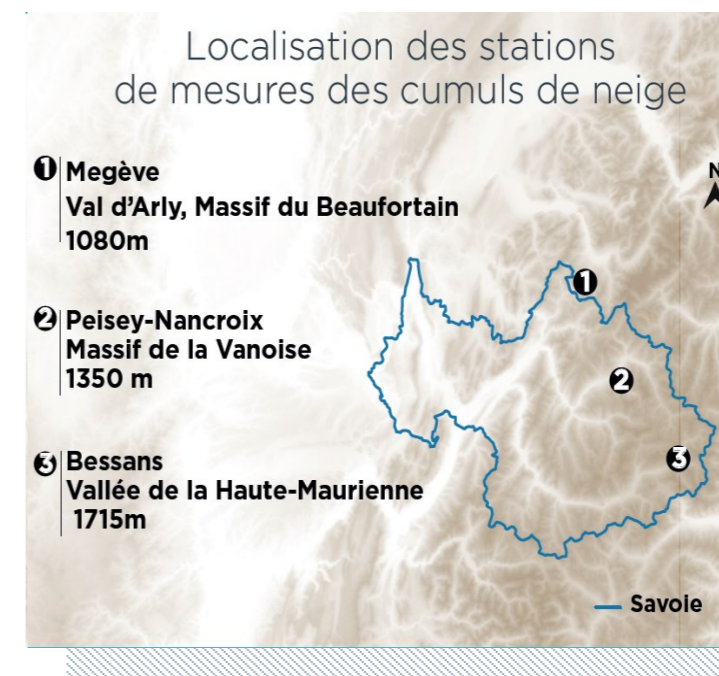 Localisation des stations
de mesures des cumuls de neige
1 Megève
Val d'Arly, Massif du Beaufortain
1080m
2 Peisey-Nancroix
Massif de la Vanoise
1350 m
3 Bessans
Vallée de la Haute-Maurienne
1715m
N
1
2
3
Savoie